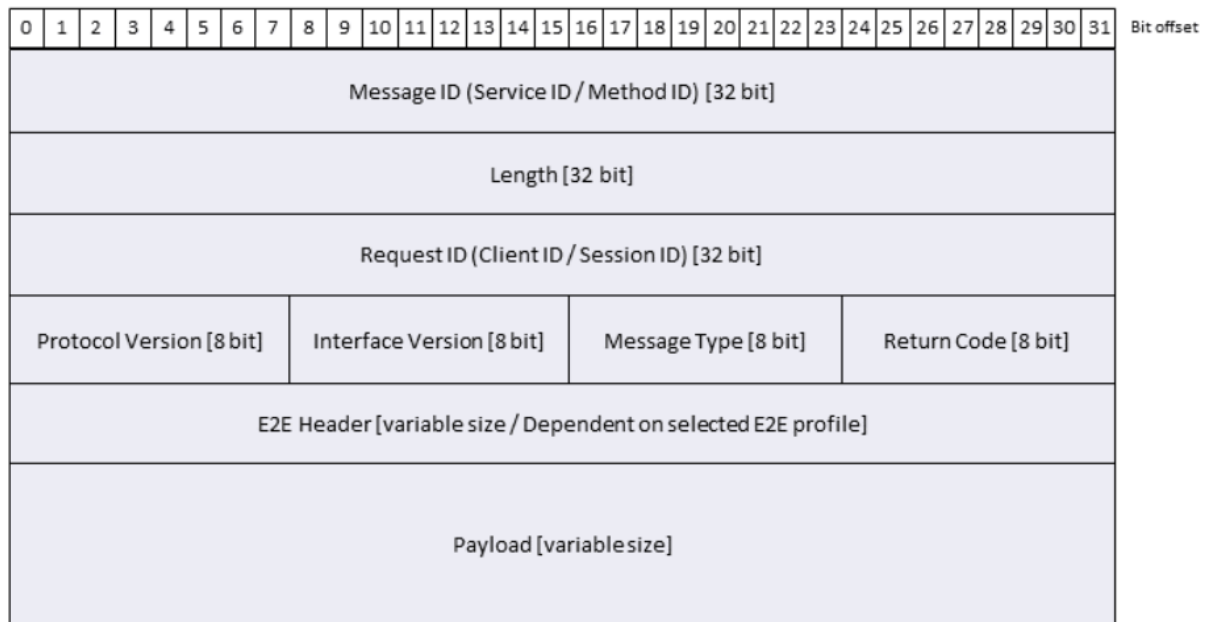 0 1 2 3 4 5 6 7 8 9 10 11 12 13 14 15 16 17 18 19 20 21 22 23 24 25 26 27 28 29 30 31 Bit offset
Message ID (Service ID / Method ID) [32 bit]
Length [32 bit]
Request ID (Client ID / Session ID) [32 bit]
Protocol Version [8 bit] Interface Version [8 bit] Message Type [8 bit] Return Code [8 bit]
E2E Header [variable size / Dependent on selected E2E profile]
Payload [variable size]